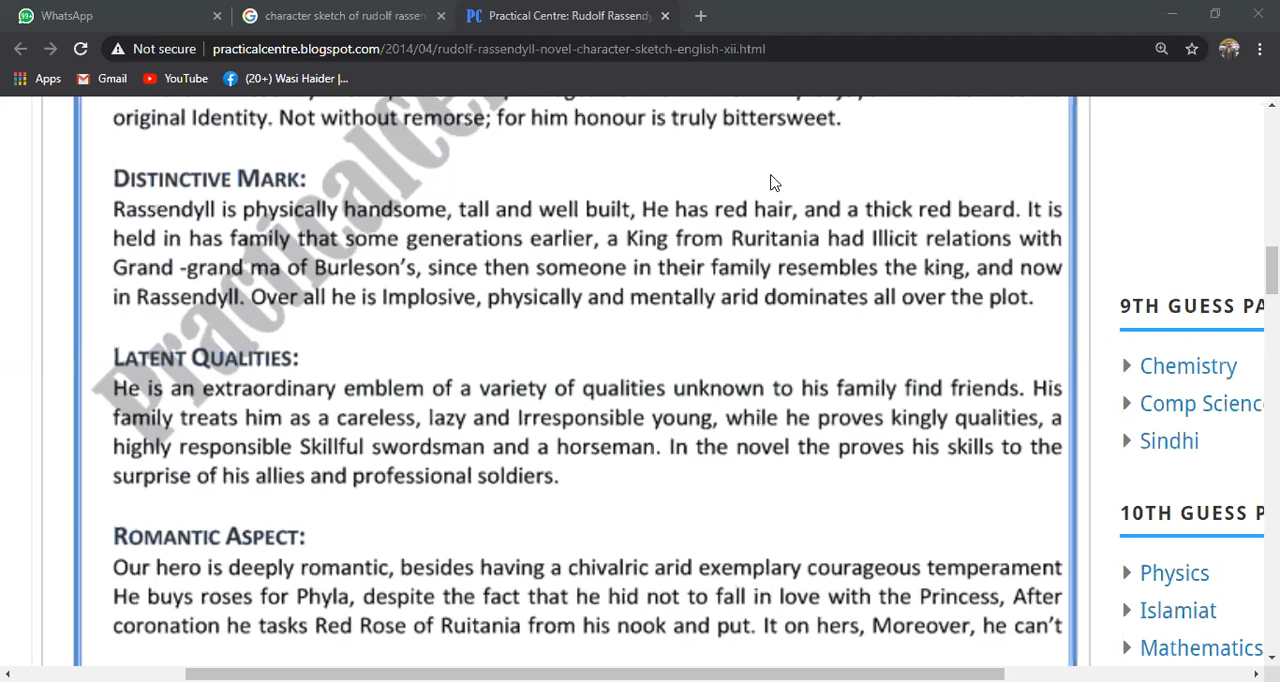 99+ WhatsApp
character sketch of rudolf rassen
PC Practical Centre: Rudolf Rassendy
Not secure practicalcentre.blogspot.com/2014/04/rudolf-rassendyll-novel-character-sketch-english-xii.html
Apps Gmail YouTube (20+) Wasi Haider |...
original Identity. Not without remorse; for him honour is truly bittersweet.
DISTINCTIVE MARK:
Rassendyll is physically handsome, tall and well built, He has red hair, and a thick red beard. It is
held in has family that some generations earlier, a King from Ruritania had Illicit relations with
Grand -grand ma of Burleson's, since then someone in their family resembles the king, and now
in Rassendyll. Over all he is Implosive, physically and mentally arid dominates all over the plot.
LATENT QUALITIES:
He is an extraordinary emblem of a variety of qualities unknown to his family find friends. His
family treats him as a careless, lazy and Irresponsible young, while he proves kingly qualities, a
highly responsible Skillful swordsman and a horseman. In the novel the proves his skills to the
surprise of his allies and professional soldiers.
ROMANTIC ASPECT:
Our hero is deeply romantic, besides having a chivalric arid exemplary courageous temperament
He buys roses for Phyla, despite the fact that he hid not to fall in love with the Princess, After
coronation he tasks Red Rose of Ruitania from his nook and put. It on hers, Moreover, he can't
Practicalce
9TH GUESS PA
Chemistry
Comp Scienc
Sindhi
10TH GUESS P
Physics
Islamiat
Mathematics